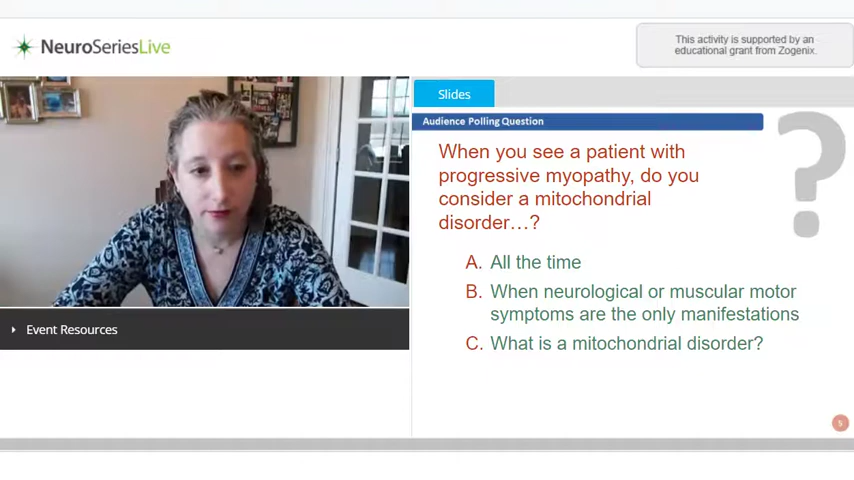 This activity is supported by an
educational grant from Zogenix.
NeuroSeriesLive
Slides
Audience Polling Question
When you see a patient with
progressive myopathy, do you
consider a mitochondrial
disorder…?
A. All the time
B. When neurological or muscular motor
symptoms are the only manifestations
C. What is a mitochondrial disorder?
Event Resources
5
?